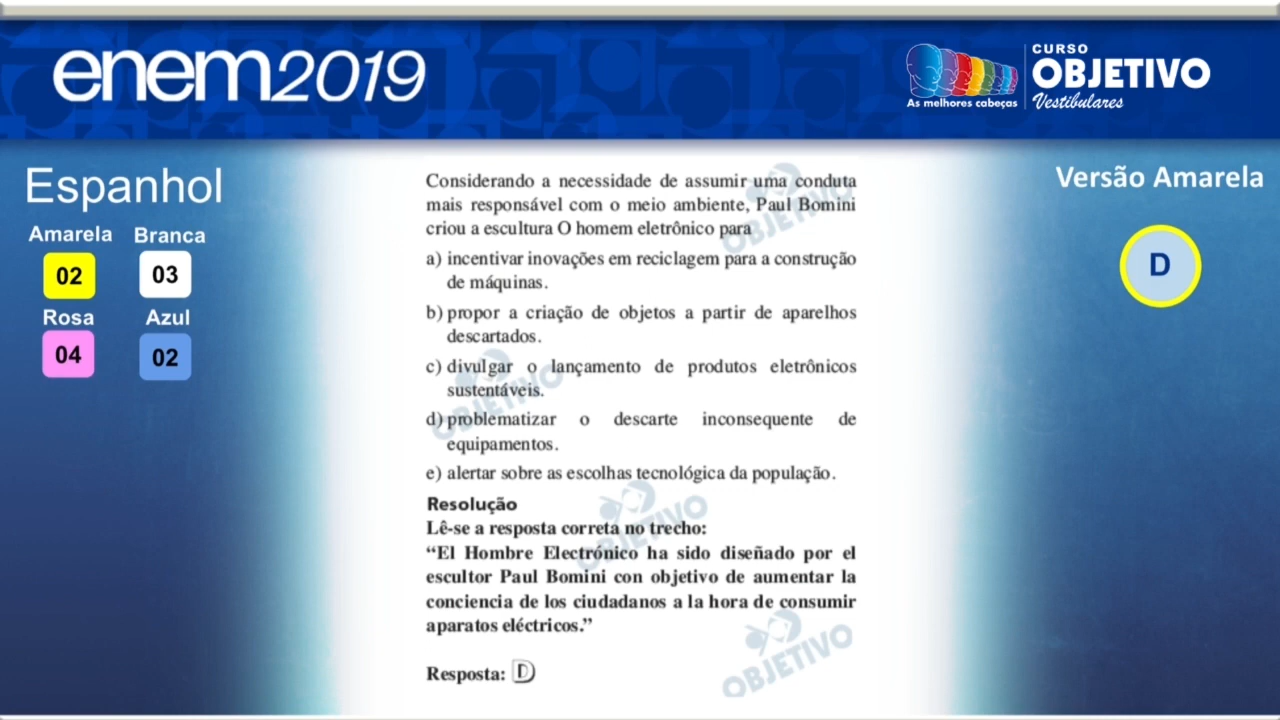 enem2019
CURSO
OBJETIVO
Vestibulares
As melhores cabeças
Espanhol
Amarela Branca
02 03
Rosa Azul
04 02
Considerando a necessidade de assumir uma conduta
mais responsável com o meio ambiente, Paul Bomini
criou a escultura O homem eletrônico para
a) incentivar inovações em reciclagem para a construção
de máquinas.
b) propor a criação de objetos a partir de aparelhos
descartados.
c) divulgar o lançamento de produtos eletrônicos
sustentáveis.
d) problematizar o descarte inconsequente de
equipamentos.
e) alertar sobre as escolhas tecnológica da população.
Resolução
Lê-se a resposta correta no trecho:
“El Hombre Electrónico ha sido diseñado por el
escultor Paul Bomini con objetivo de aumentar la
conciencia de los ciudadanos a la hora de consumir
aparatos eléctricos.”
Resposta: D
Versão Amarela
D
OBJETIVO
OBJETIVO
OBJETIVO
OBJETIVO